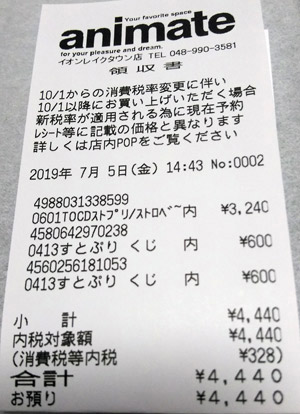 Your favorite space
animate
for your pleasure and dream.
イオンレイクタウン店 TEL 048-990-3581
領収書
10/1からの消費税率変更に伴い
10/1以降にお買い上げいただく場合
新税率が適用される為に現在予約
レシート等に記載の価格と異なります
詳しくは店内POPをご覧ください
2019年 7月 5日(金) 14:43 No:0002
4988031338599
0601TOCDストプリ/ストロベ~ 内 ¥3,240
4580642970238
0413すとぷり くじ 内 ¥600
4560256181053
0413すとぷり くじ 内 ¥600
小 計 ¥4,440
内税対象額 ¥4,440
(消費税等内税 ¥328)
合計 ¥4,440
お預り ¥4,440